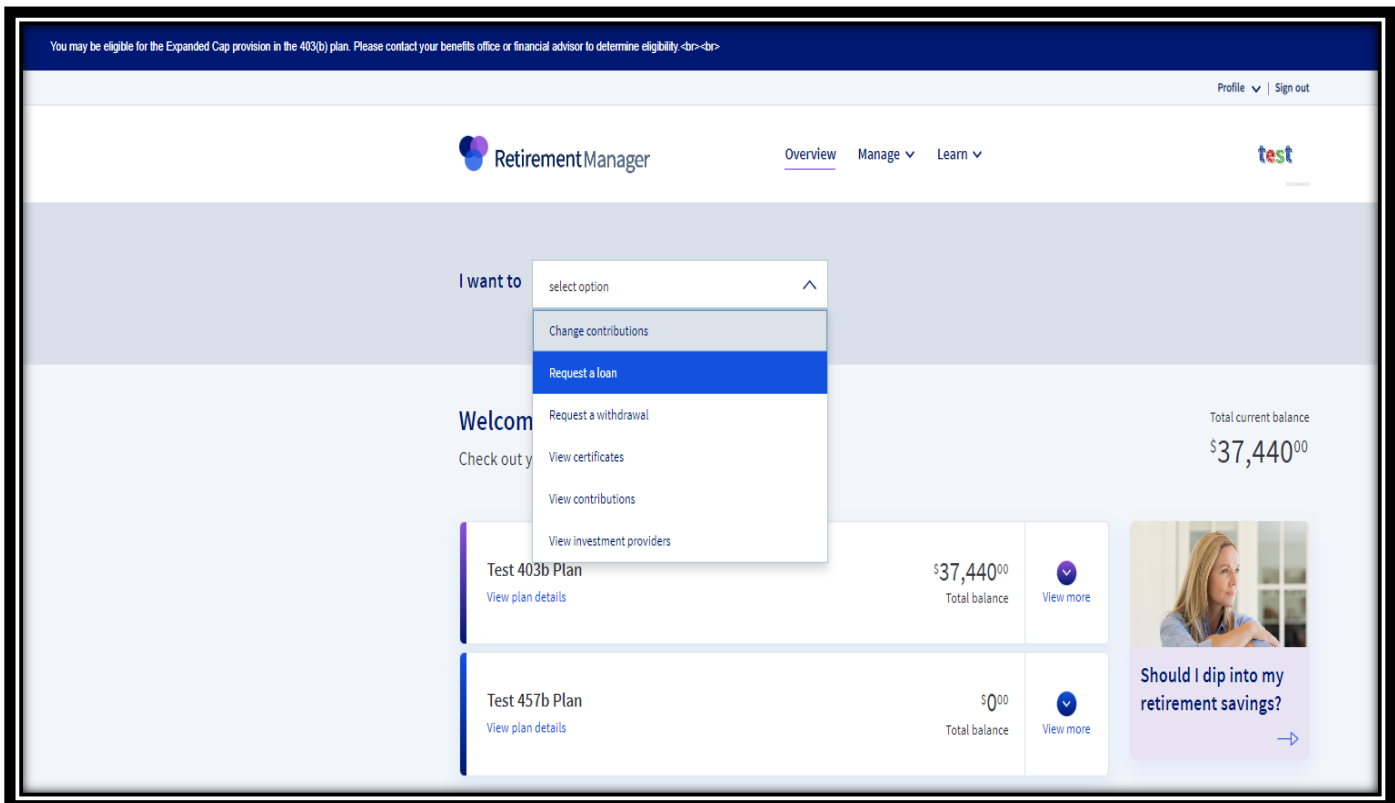 You may be eligible for the Expanded Cap provision in the 403(b) plan. Please contact your benefits office or financial advisor to determine eligibility.<br><br>
Profile | Sign out
RetirementManager
Overview Manage Learn
test
I want to
select option
Change contributions
Request a loan
Request a withdrawal
View certificates
View contributions
View investment providers
Welcom
Check out y
Total current balance
$37,44000
Test 403b Plan
View plan details
$37,44000
Total balance
View more
Test 457b Plan
View plan details
$000
Total balance
View more
Should I dip into my
retirement savings?